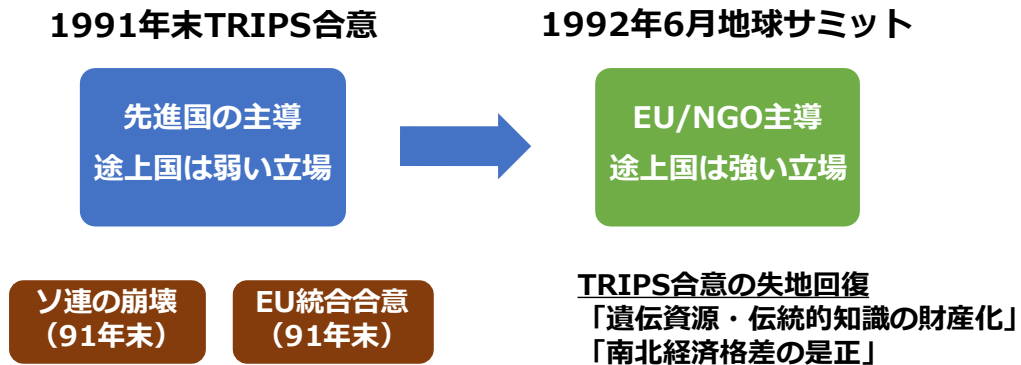 1991年末TRIPS合意
1992年6月地球サミット
先進国の主導
途上国は弱い立場
EU/NGO主導
途上国は強い立場
ソ連の崩壊
（91年末）
EU統合合意
（91年末）
TRIPS合意の失地回復
「遺伝資源・伝統的知識の財産化」
「南北経済格差の是正」